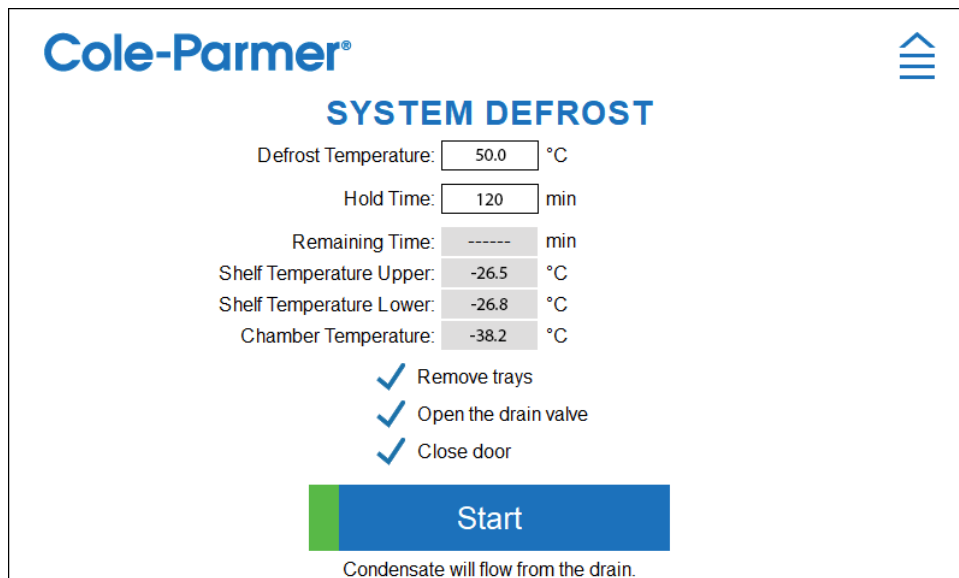 Cole-Parmer®
SYSTEM DEFROST
Defrost Temperature: 50.0 °C
Hold Time: 120 min
Remaining Time: ------ min
Shelf Temperature Upper: -26.5 °C
Shelf Temperature Lower: -26.8 °C
Chamber Temperature: -38.2 °C
Remove trays
Open the drain valve
Close door
Start
Condensate will flow from the drain.